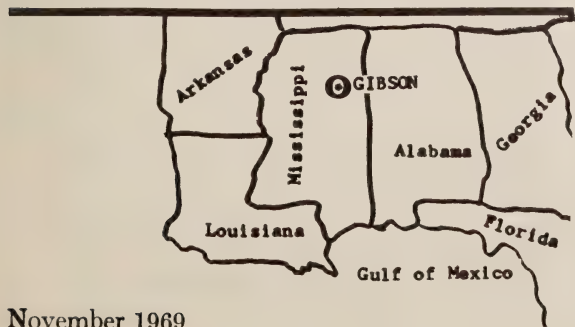 Arkansas
Mississippi
GIBSON
Alabama
Georgia
Louisiana
Florida
Gulf of Mexico
November 1969